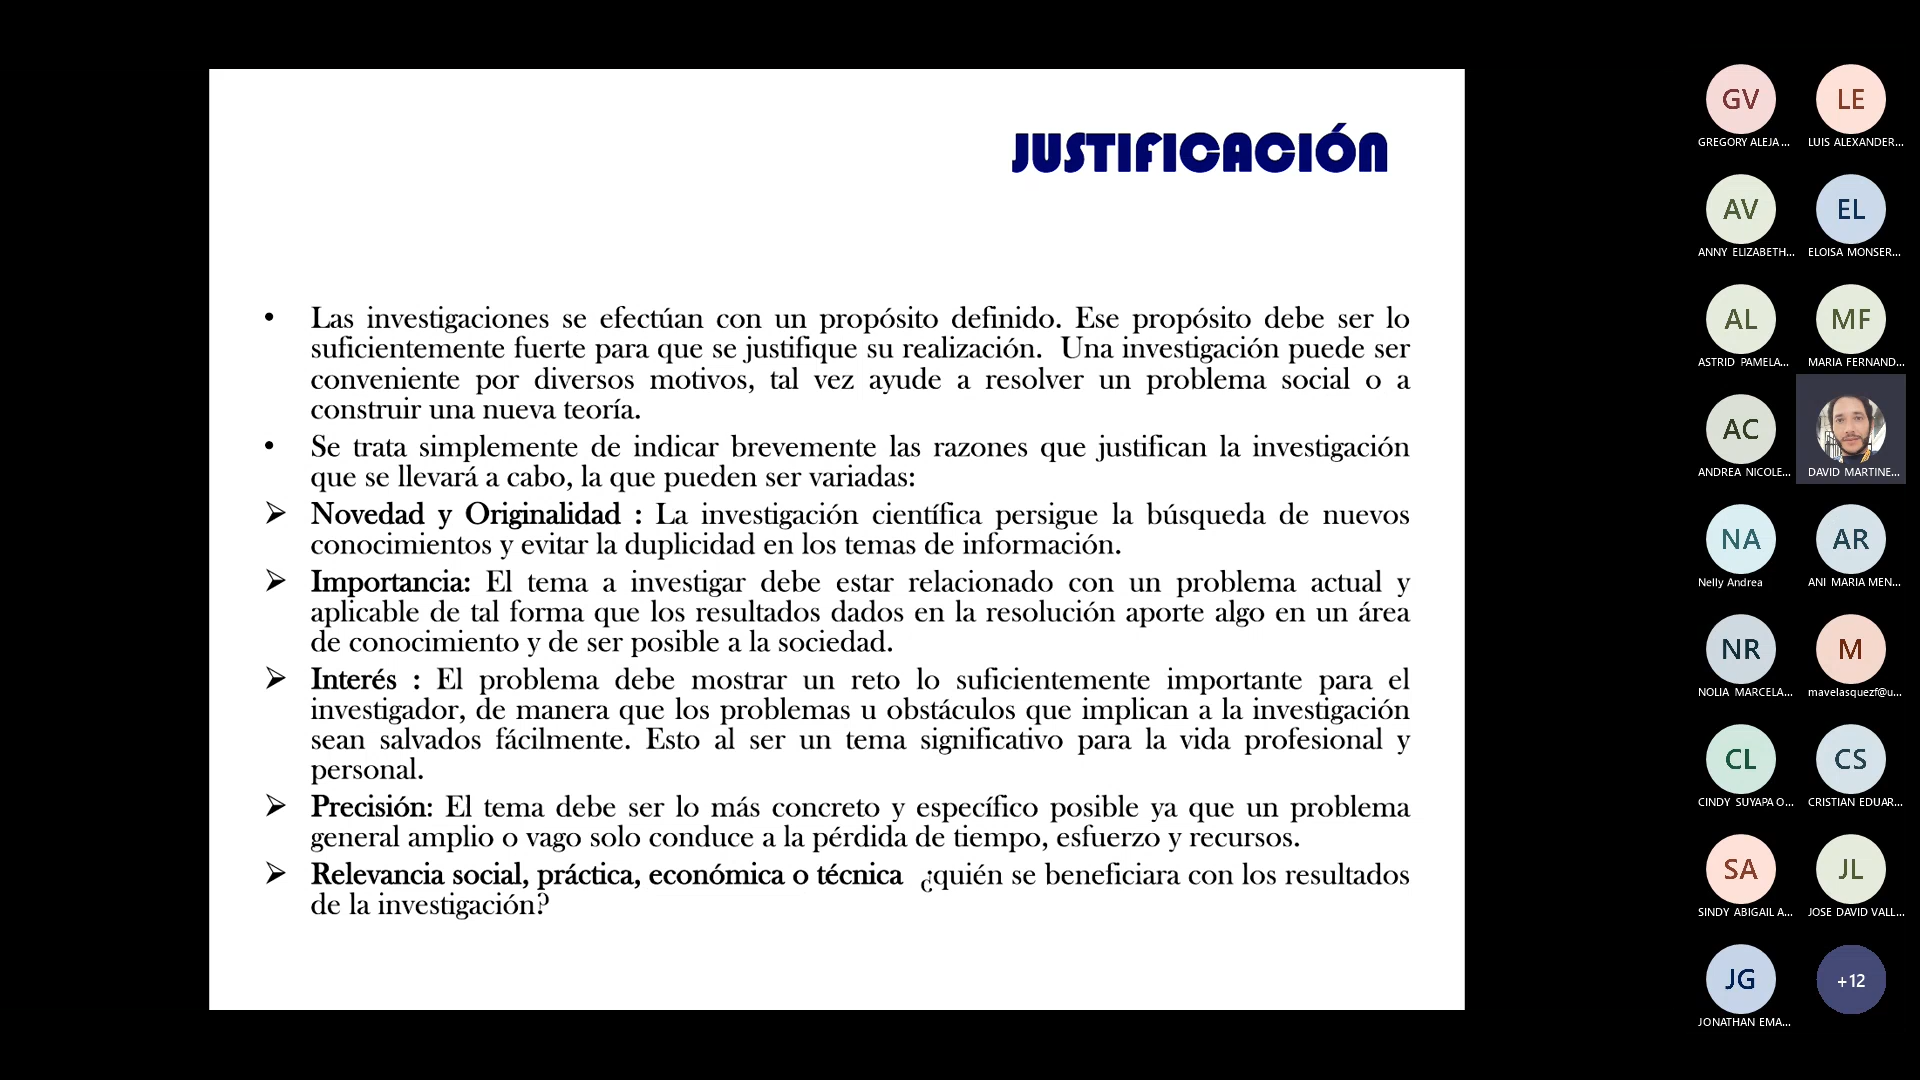 JUSTIFICACIÓN
• Las investigaciones se efectúan con un propósito definido. Ese propósito debe ser lo
suficientemente fuerte para que se justifique su realización. Una investigación puede ser
conveniente por diversos motivos, tal vez ayude a resolver un problema social o a
construir una nueva teoría.
• Se trata simplemente de indicar brevemente las razones que justifican la investigación
que se llevará a cabo, la que pueden ser variadas:
➢ Novedad y Originalidad : La investigación científica persigue la búsqueda de nuevos
conocimientos y evitar la duplicidad en los temas de información.
➢ Importancia: El tema a investigar debe estar relacionado con un problema actual y
aplicable de tal forma que los resultados dados en la resolución aporte algo en un área
de conocimiento y de ser posible a la sociedad.
➢ Interés : El problema debe mostrar un reto lo suficientemente importante para el
investigador, de manera que los problemas u obstáculos que implican a la investigación
sean salvados fácilmente. Esto al ser un tema significativo para la vida profesional y
personal.
➢ Precisión: El tema debe ser lo más concreto y específico posible ya que un problema
general amplio o vago solo conduce a la pérdida de tiempo, esfuerzo y recursos.
➢ Relevancia social, práctica, económica o técnica ¿quién se beneficiara con los resultados
de la investigación?
GV LE
GREGORY ALEJA... LUIS ALEXANDER...
AV EL
ANNY ELIZABETH... ELOISA MONSER...
AL MF
ASTRID PAMELA... MARIA FERNAND...
AC
ANDREA NICOLE... DAVID MARTINE...
NA AR
Nelly Andrea ANI MARIA MEN...
NR M
NOLIA MARCELA... mavelasquezf@u...
CL CS
CINDY SUYAPA O... CRISTIAN EDUAR...
SA JL
SINDY ABIGAIL A... JOSE DAVID VALL...
JG +12
JONATHAN EMA...